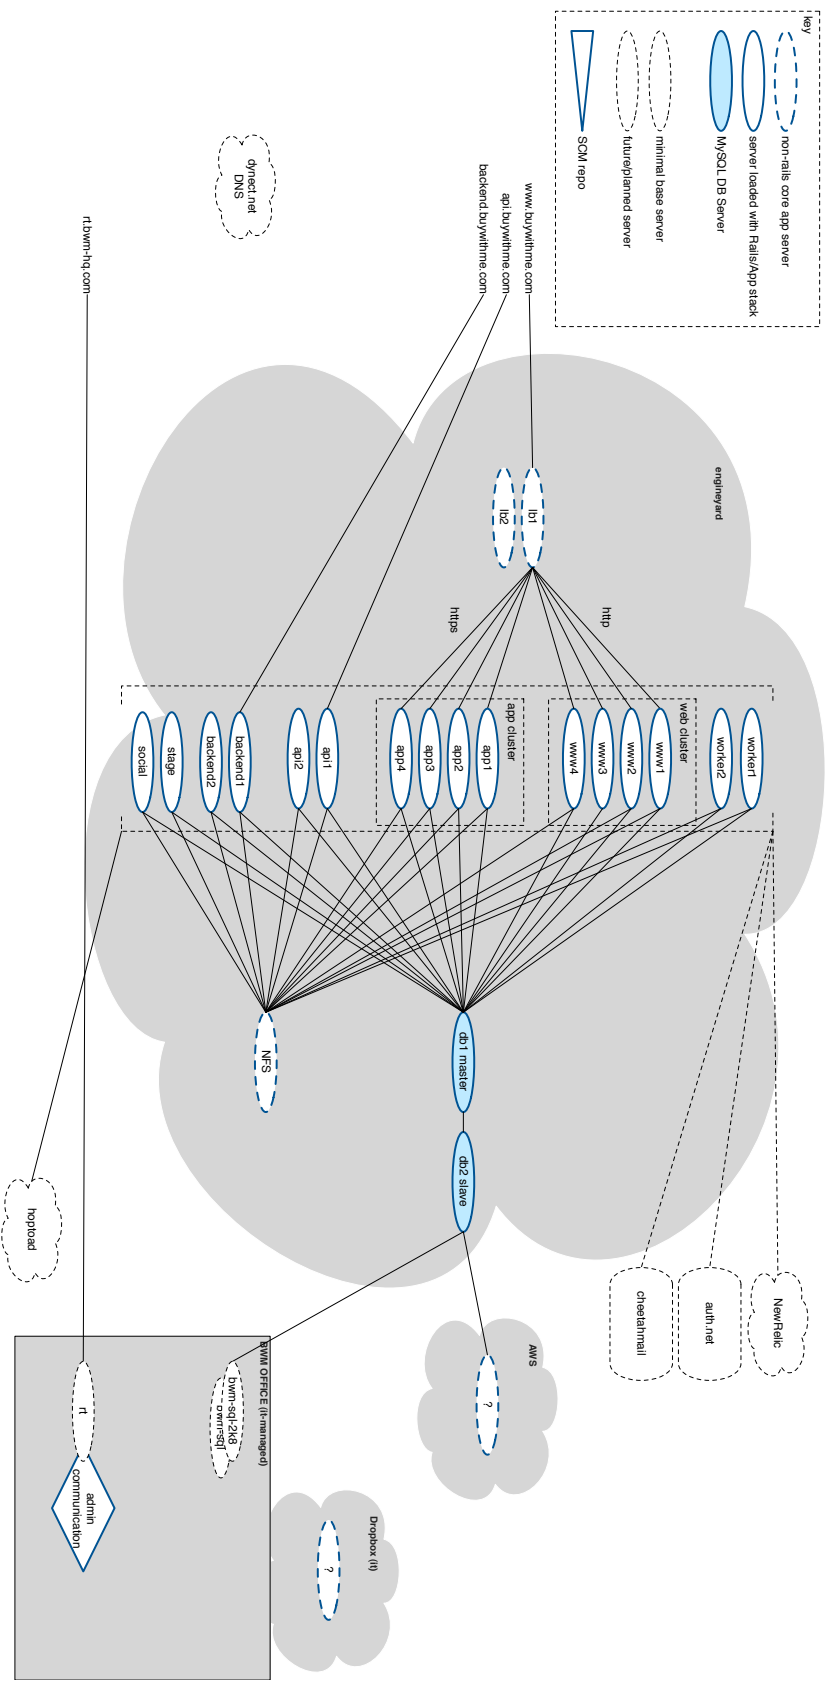 key
non-rails core app server
server loaded with Rails/App stack
MySQL DB Server
minimal base server
future/planned server
SCM repo
www.buywithme.com
api.buywithme.com
backend.buywithme.com
dynect.net
DNS
rt.bwm-hq.com
engineyard
lb1
lb2
http
https
worker1
worker2
web cluster
www1
www2
www3
www4
app cluster
app1
app2
app3
app4
api1
api2
backend1
backend2
stage
social
db1 master
NFS
db2 slave
hoptoad
NewRelic
auth.net
cheetahmail
AWS
?
BWM OFFICE (it-managed)
bwm-sql-2k8
bwm-sql
rt
admin
communication
Dropbox (it)
?